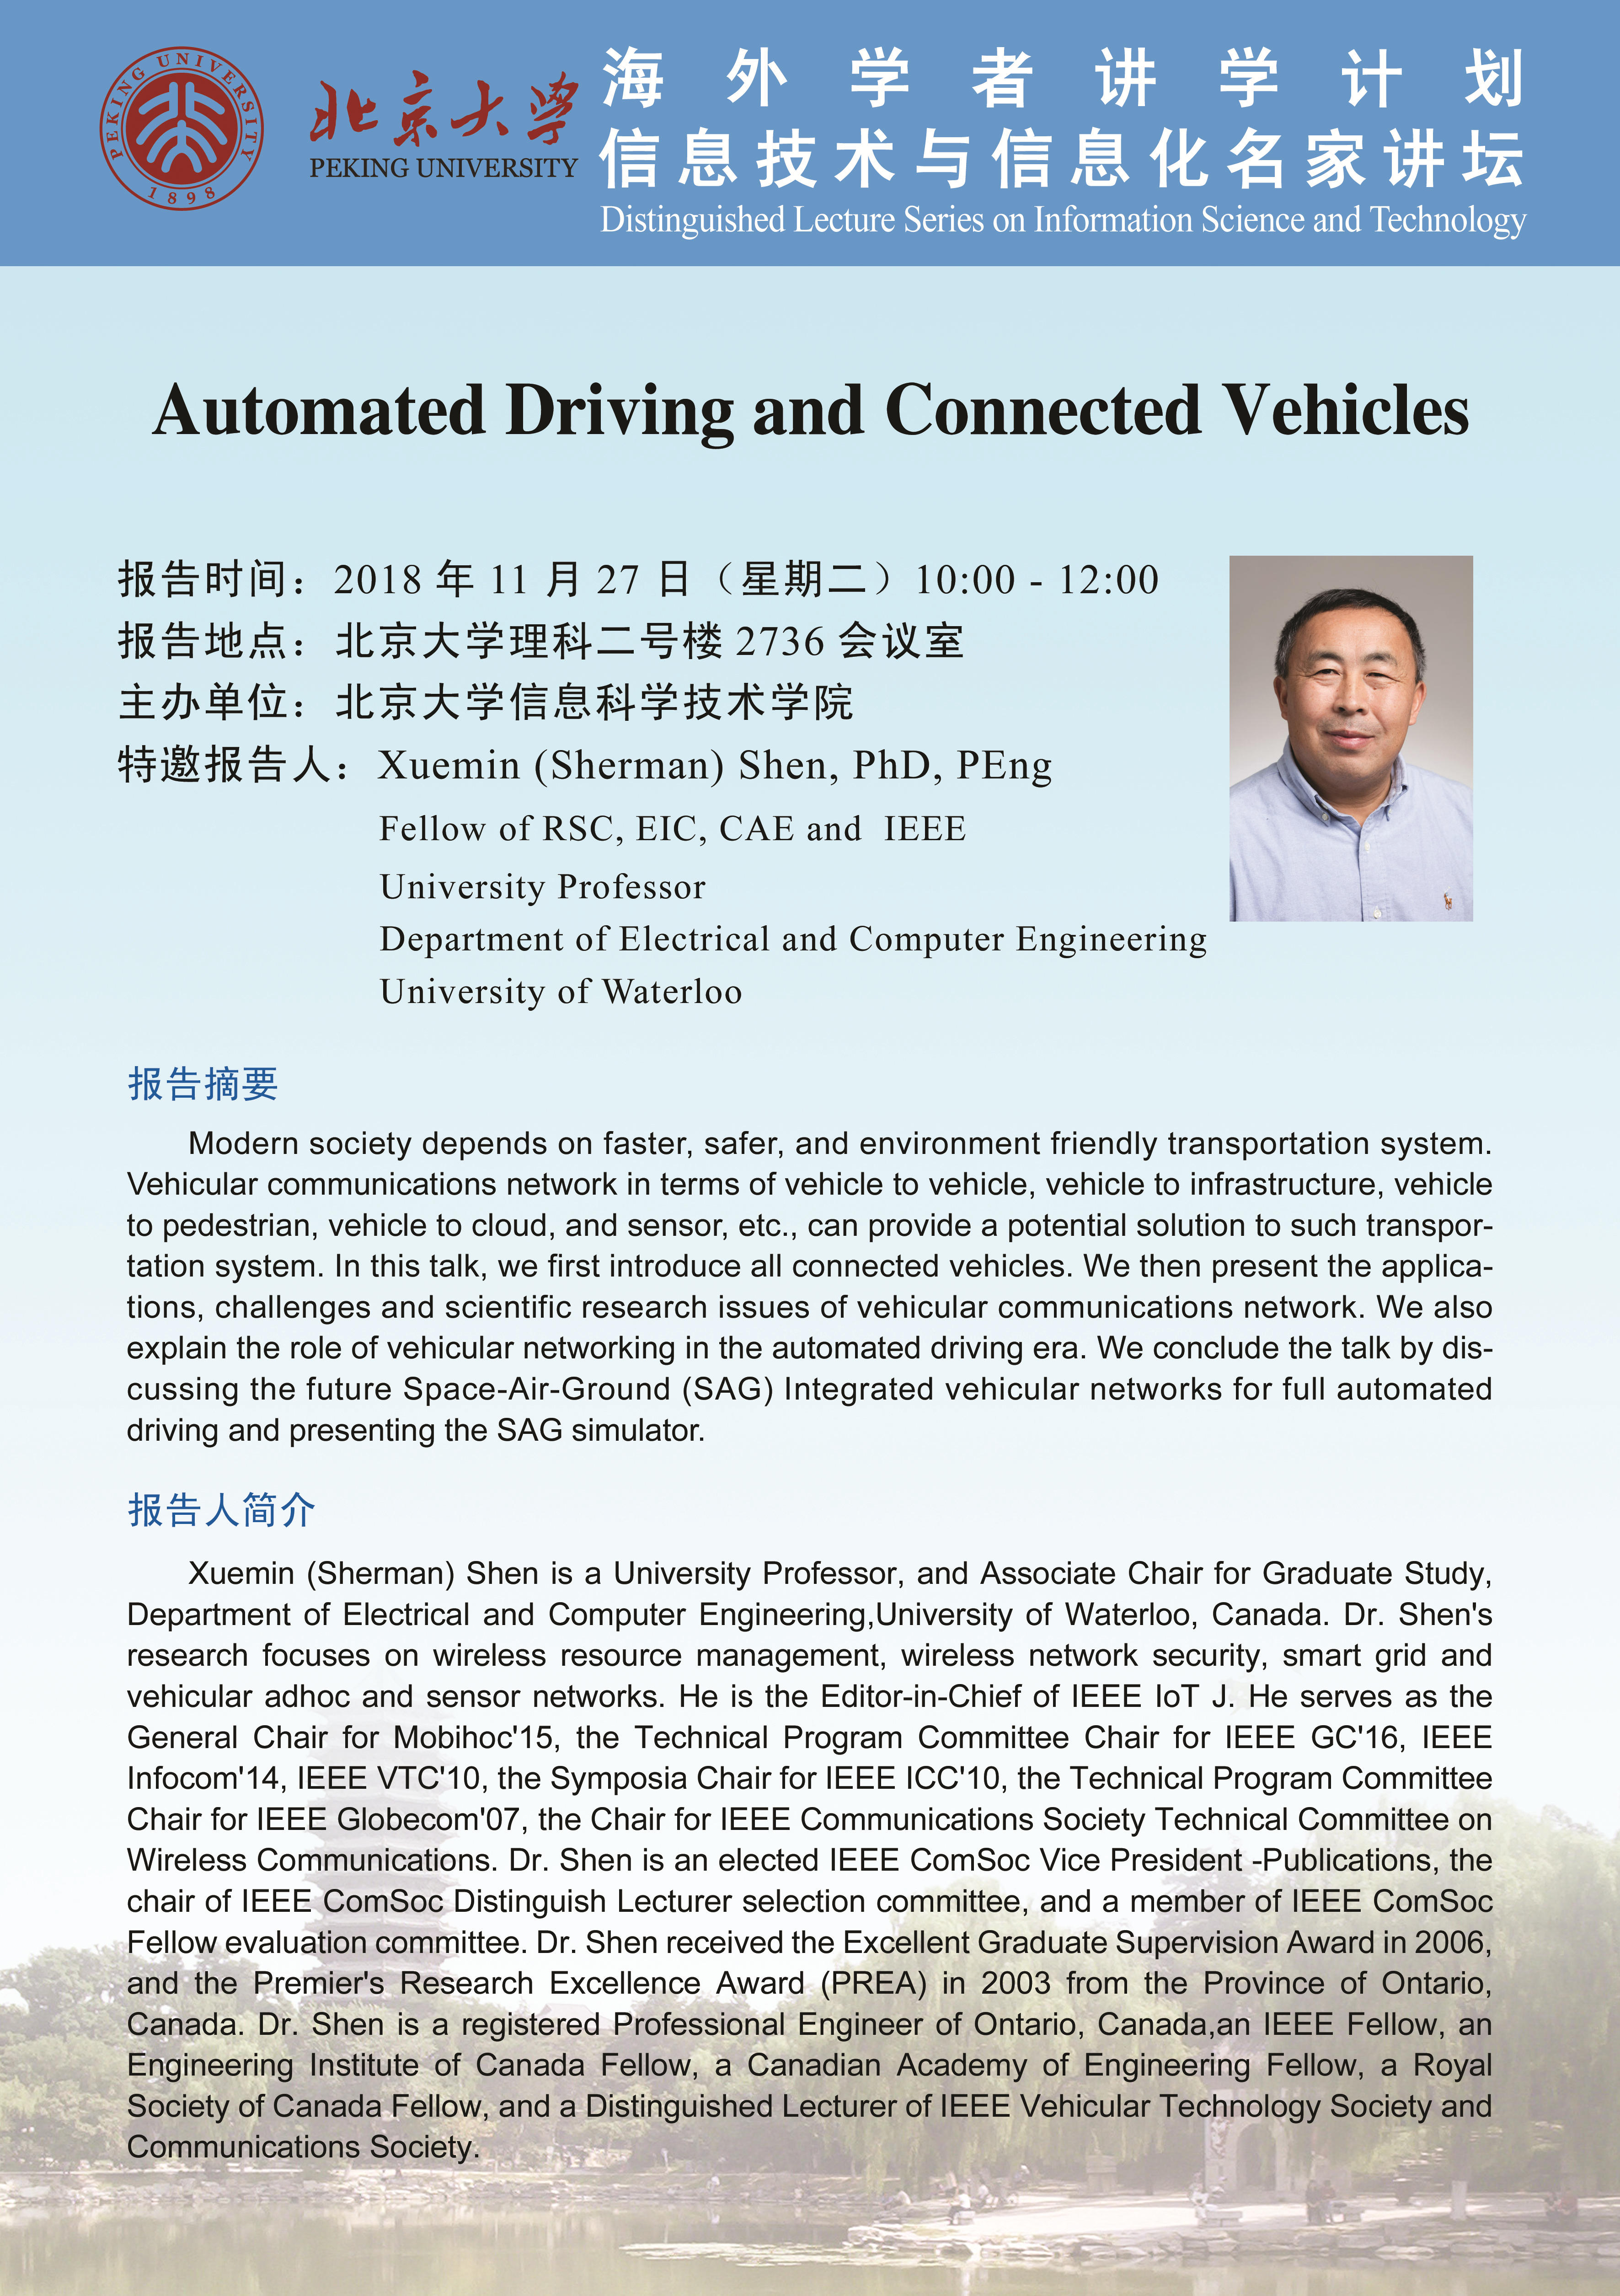 PEKING UNIVERSITY
1898
北京大学
PEKING UNIVERSITY
海外学者讲学计划
信息技术与信息化名家讲坛
Distinguished Lecture Series on Information Science and Technology
Automated Driving and Connected Vehicles
报告时间：2018 年 11 月 27 日（星期二）10:00 - 12:00
报告地点：北京大学理科二号楼 2736 会议室
主办单位：北京大学信息科学技术学院
特邀报告人：Xuemin (Sherman) Shen, PhD, PEng
Fellow of RSC, EIC, CAE and IEEE
University Professor
Department of Electrical and Computer Engineering
University of Waterloo
报告摘要
Modern society depends on faster, safer, and environment friendly transportation system.
Vehicular communications network in terms of vehicle to vehicle, vehicle to infrastructure, vehicle
to pedestrian, vehicle to cloud, and sensor, etc., can provide a potential solution to such transpor-
tation system. In this talk, we first introduce all connected vehicles. We then present the applica-
tions, challenges and scientific research issues of vehicular communications network. We also
explain the role of vehicular networking in the automated driving era. We conclude the talk by dis-
cussing the future Space-Air-Ground (SAG) Integrated vehicular networks for full automated
driving and presenting the SAG simulator.
报告人简介
Xuemin (Sherman) Shen is a University Professor, and Associate Chair for Graduate Study,
Department of Electrical and Computer Engineering,University of Waterloo, Canada. Dr. Shen's
research focuses on wireless resource management, wireless network security, smart grid and
vehicular adhoc and sensor networks. He is the Editor-in-Chief of IEEE IoT J. He serves as the
General Chair for Mobihoc'15, the Technical Program Committee Chair for IEEE GC'16, IEEE
Infocom'14, IEEE VTC'10, the Symposia Chair for IEEE ICC'10, the Technical Program Committee
Chair for IEEE Globecom'07, the Chair for IEEE Communications Society Technical Committee on
Wireless Communications. Dr. Shen is an elected IEEE ComSoc Vice President -Publications, the
chair of IEEE ComSoc Distinguish Lecturer selection committee, and a member of IEEE ComSoc
Fellow evaluation committee. Dr. Shen received the Excellent Graduate Supervision Award in 2006,
and the Premier's Research Excellence Award (PREA) in 2003 from the Province of Ontario,
Canada. Dr. Shen is a registered Professional Engineer of Ontario, Canada,an IEEE Fellow, an
Engineering Institute of Canada Fellow, a Canadian Academy of Engineering Fellow, a Royal
Society of Canada Fellow, and a Distinguished Lecturer of IEEE Vehicular Technology Society and
Communications Society.